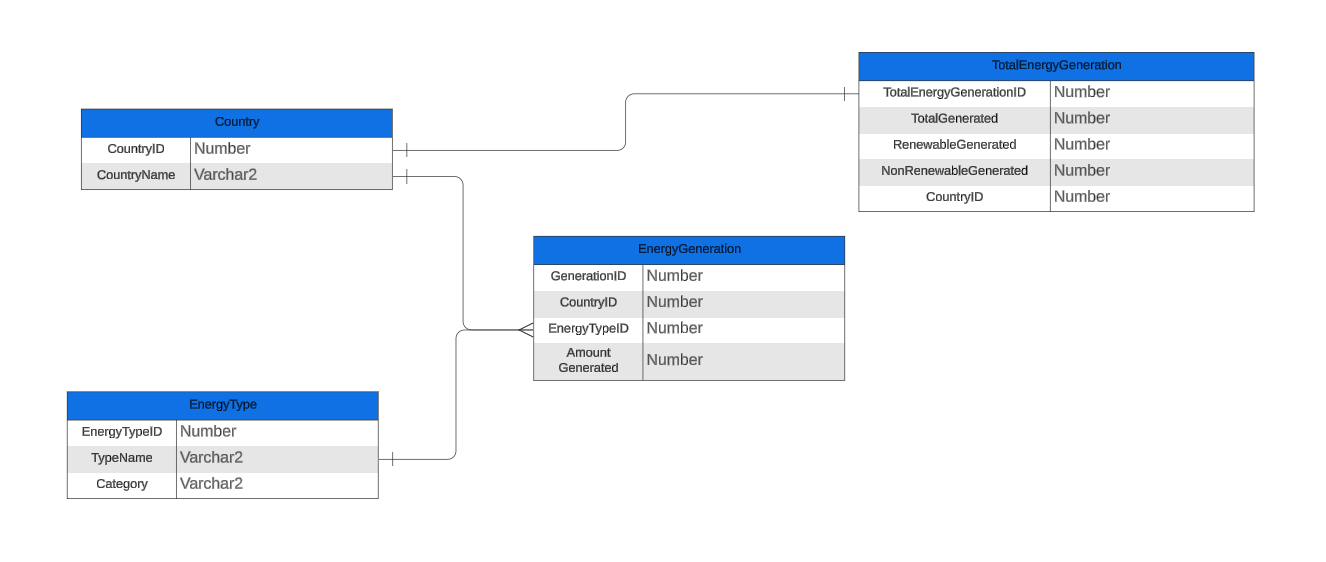 TotalEnergyGeneration
TotalEnergyGenerationID Number
TotalGenerated Number
RenewableGenerated Number
NonRenewableGenerated Number
CountryID Number
Country
CountryID Number
CountryName Varchar2
EnergyGeneration
GenerationID Number
CountryID Number
EnergyTypeID Number
Amount
Generated Number
EnergyType
EnergyTypeID Number
TypeName Varchar2
Category Varchar2